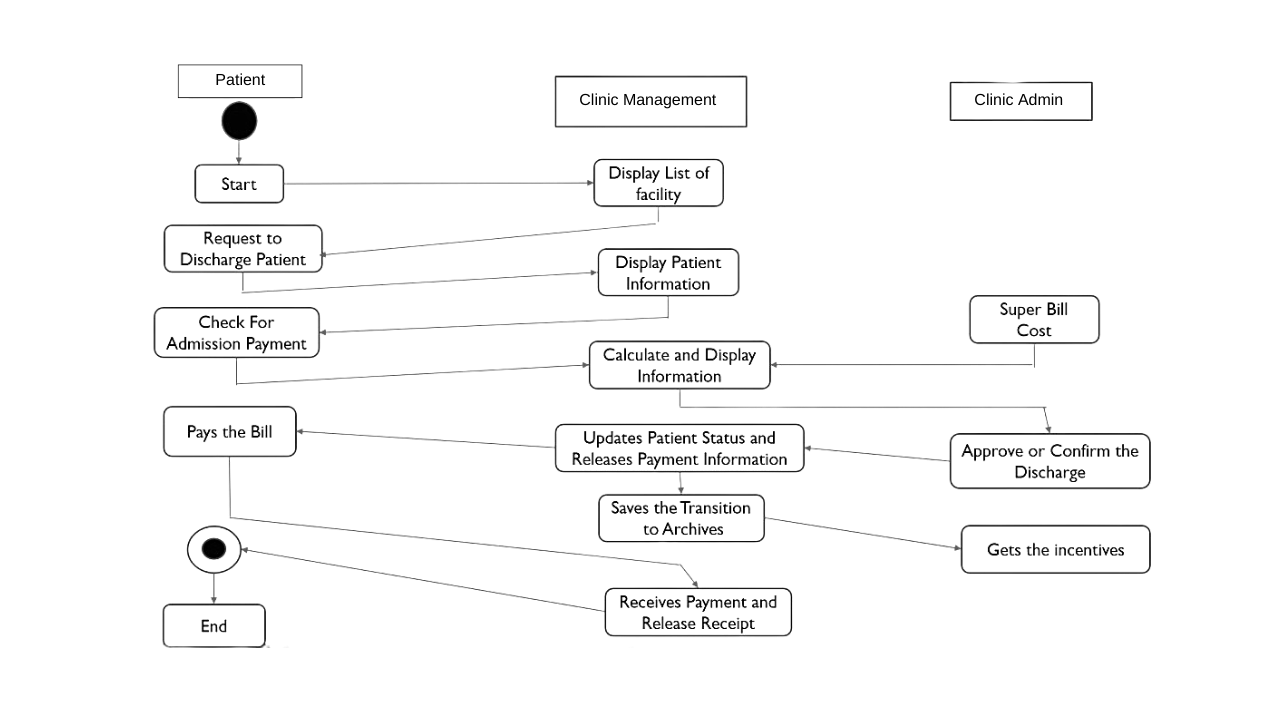 Patient
Clinic Management
Clinic Admin
Start
Display List of
facility
Request to
Discharge Patient
Display Patient
Information
Check For
Admission Payment
Super Bill
Cost
Calculate and Display
Information
Pays the Bill
Updates Patient Status and
Releases Payment Information
Approve or Confirm the
Discharge
Saves the Transition
to Archives
Gets the incentives
Receives Payment and
Release Receipt
End